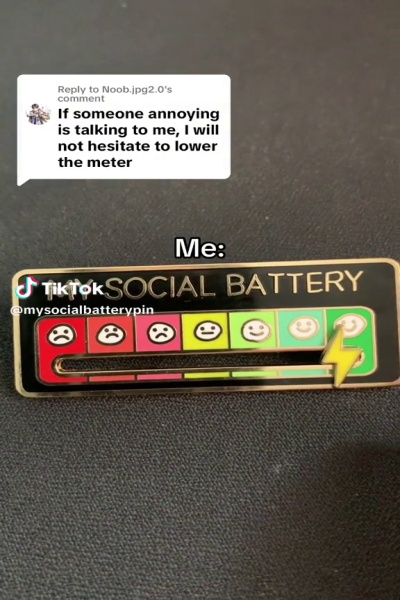 Reply to Noob.jpg2.0's
comment
If someone annoying
is talking to me, I will
not hesitate to lower
the meter
Me:
TikTok
MY SOCIAL BATTERY
@mysocialbatterypin